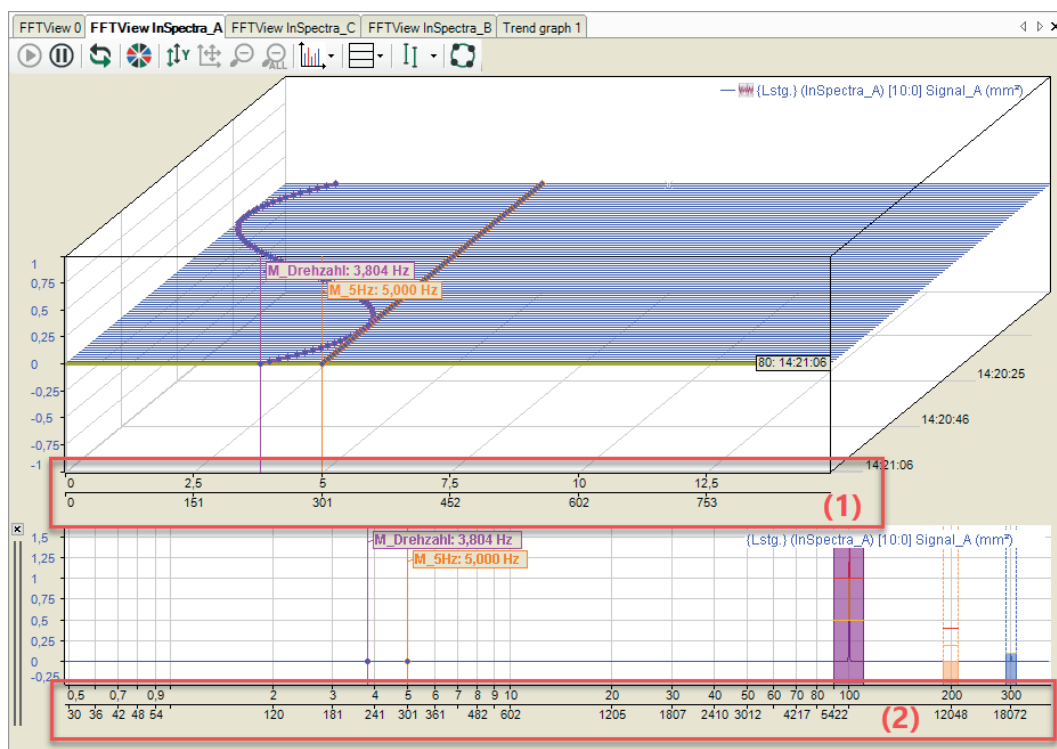 FFTView 0 FFTView InSpectra_A FFTView InSpectra_C FFTView InSpectra_B Trend graph 1
ALL
{Lstg.} (InSpectra_A) [10:0] Signal_A (mm²)
M_Drehzahl: 3,804 Hz
M_5Hz: 5,000 Hz
1
0,75
0,5
0,25
0
-0,25
-0,5
-0,75
-1
80: 14:21:06
14:20:25
14:20:46
14:21:06
0 2,5 5 7,5 10 12,5
0 151 301 452 602 753
(1)
{Lstg.} (InSpectra_A) [10:0] Signal_A (mm²)
M_Drehzahl: 3,804 Hz
M_5Hz: 5,000 Hz
1,5
1,25
1
0,75
0,5
0,25
0
-0,25
0,5 0,7 0,9 2 3 4 5 6 7 8 9 10 20 30 40 50 60 70 80 100 200 300
30 36 42 48 54 120 181 241 301 361 482 602 1205 1807 2410 3012 4217 5422 12048 18072
(2)